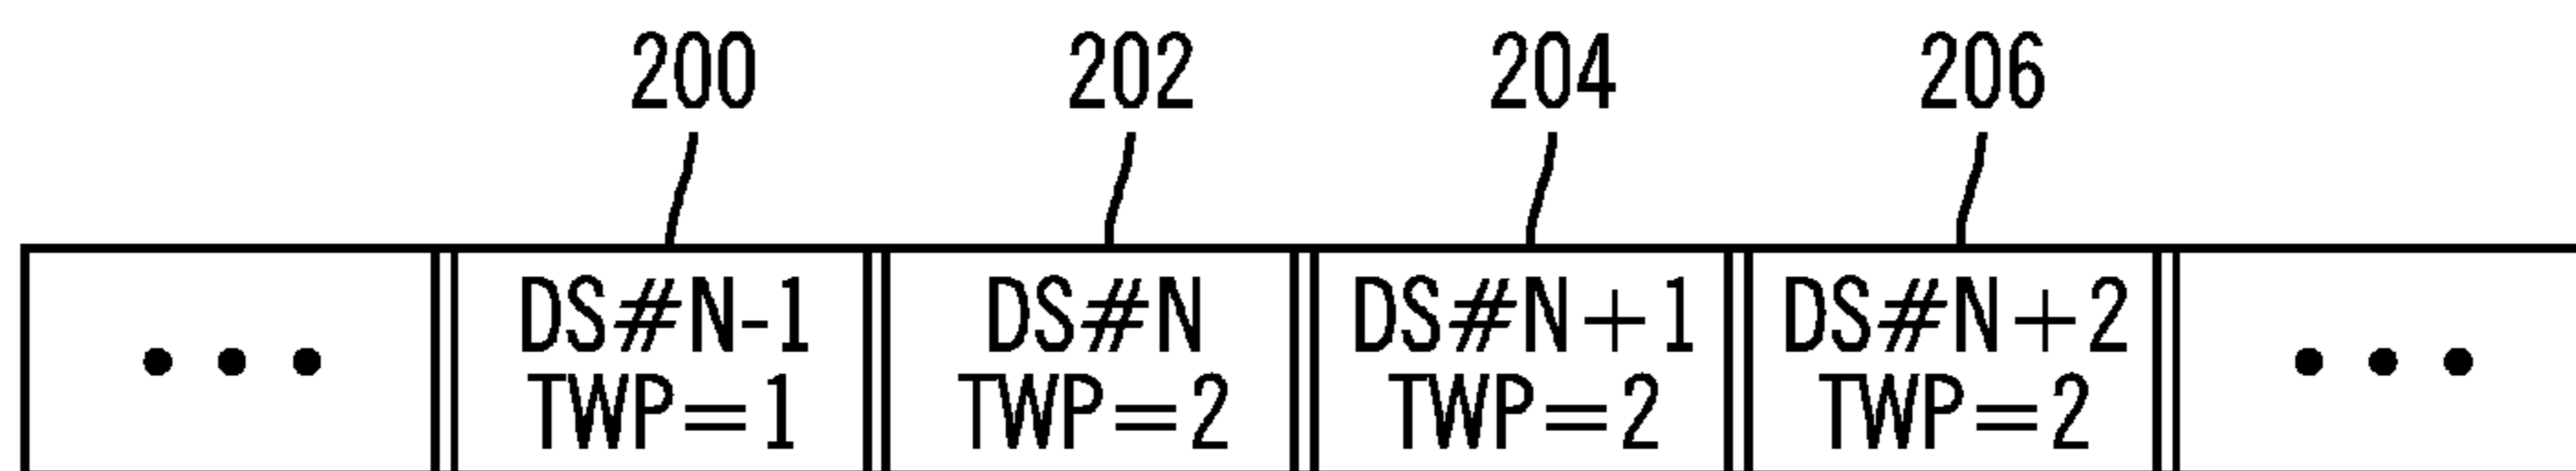 200 202 204 206
••• DS#N-1 DS#N DS#N+1 DS#N+2 •••
TWP=1 TWP=2 TWP=2 TWP=2